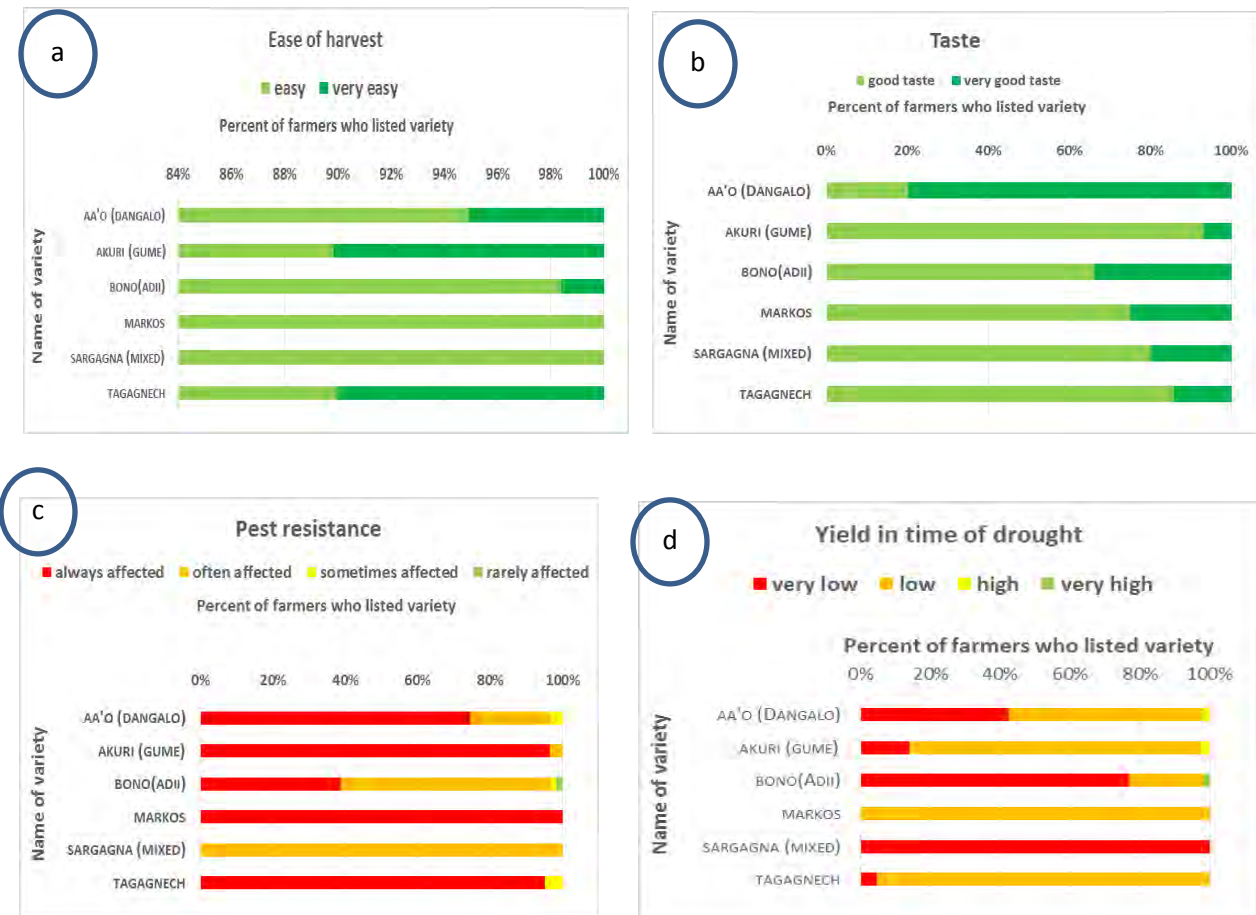 a
Ease of harvest
easy very easy
Percent of farmers who listed variety
84% 86% 88% 90% 92% 94% 96% 98% 100%
Name of variety
AA'O (DANGALO)
AKURI (GUME)
BONO(ADII)
MARKOS
SARGAGNA (MIXED)
TAGAGNECH
b
Taste
good taste very good taste
Percent of farmers who listed variety
0% 20% 40% 60% 80% 100%
Name of variety
AA'O (DANGALO)
AKURI (GUME)
BONO(ADII)
MARKOS
SARGAGNA (MIXED)
TAGAGNECH
c
Pest resistance
always affected often affected sometimes affected rarely affected
Percent of farmers who listed variety
0% 20% 40% 60% 80% 100%
Name of variety
AA'O (DANGALO)
AKURI (GUME)
BONO(ADII)
MARKOS
SARGAGNA (MIXED)
TAGAGNECH
d
Yield in time of drought
very low low high very high
Percent of farmers who listed variety
0% 20% 40% 60% 80% 100%
Name of variety
AA'O (DANGALO)
AKURI (GUME)
BONO(ADII)
MARKOS
SARGAGNA (MIXED)
TAGAGNECH